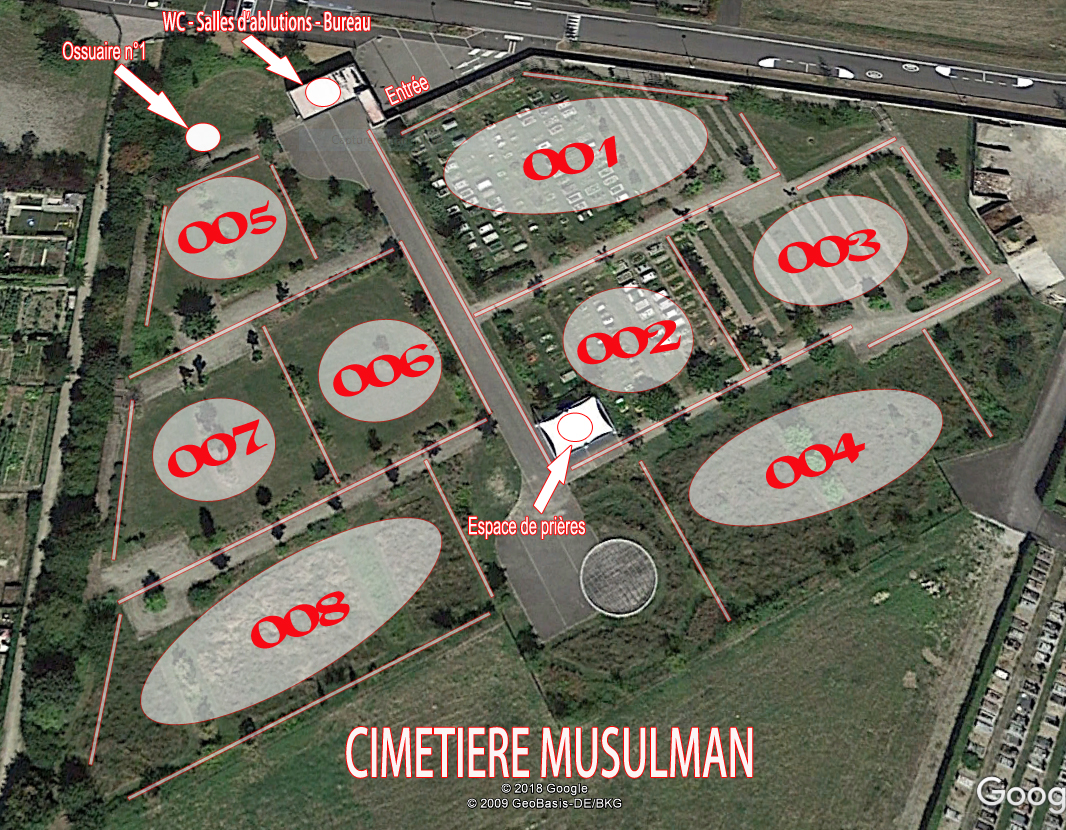 WC - Salles d'ablutions - Bureau
Ossuaire n°1
Entrée
001
005
003
002
006
007
004
Espace de prières
008
CIMETIERE MUSULMAN
© 2018 Google
© 2009 GeoBasis-DE/BKG
Goog